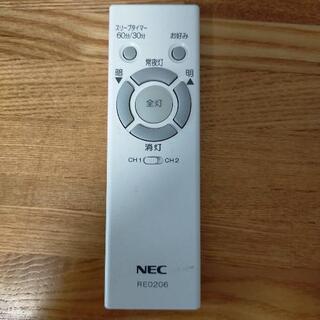 スリープタイマー
60分/30分 お好み
常夜灯
暗 明
全灯
消灯
CH1 CH2
NEC
RE0206